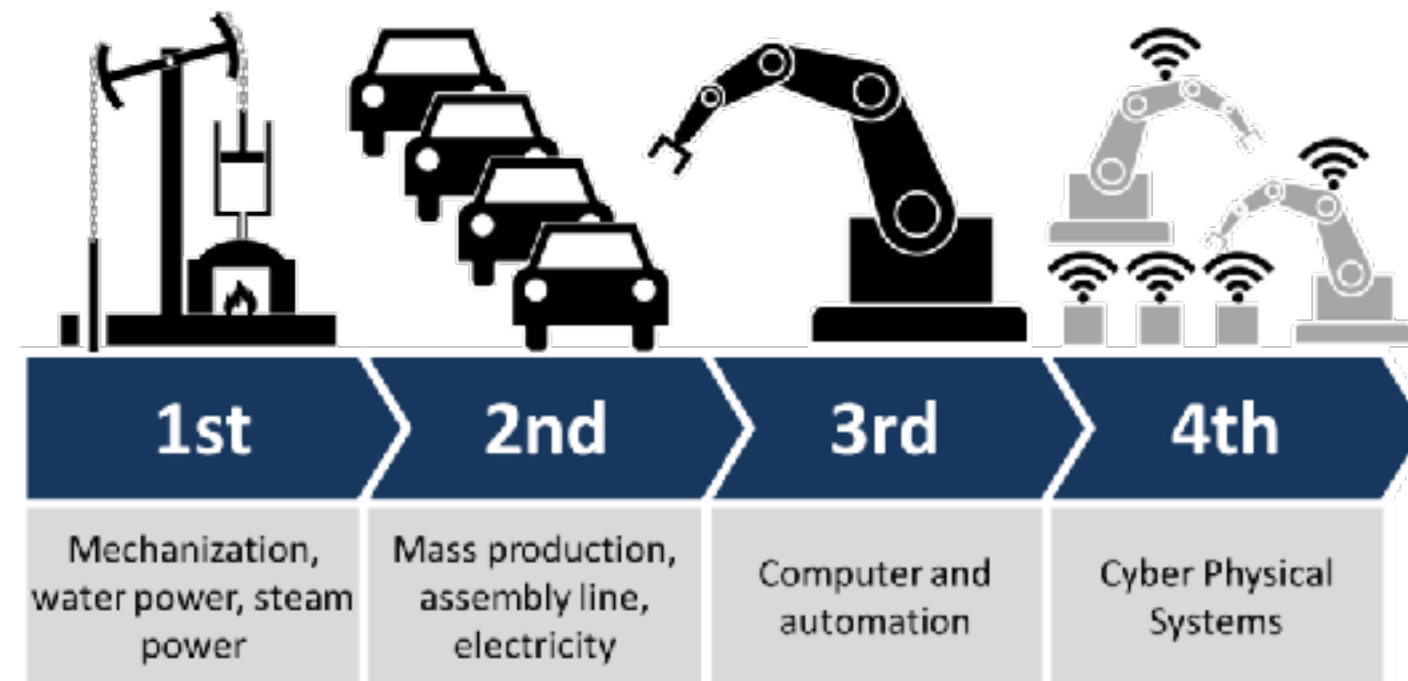 1st
2nd
3rd
4th
Mechanization,
water power, steam
power
Mass production,
assembly line,
electricity
Computer and
automation
Cyber Physical
Systems